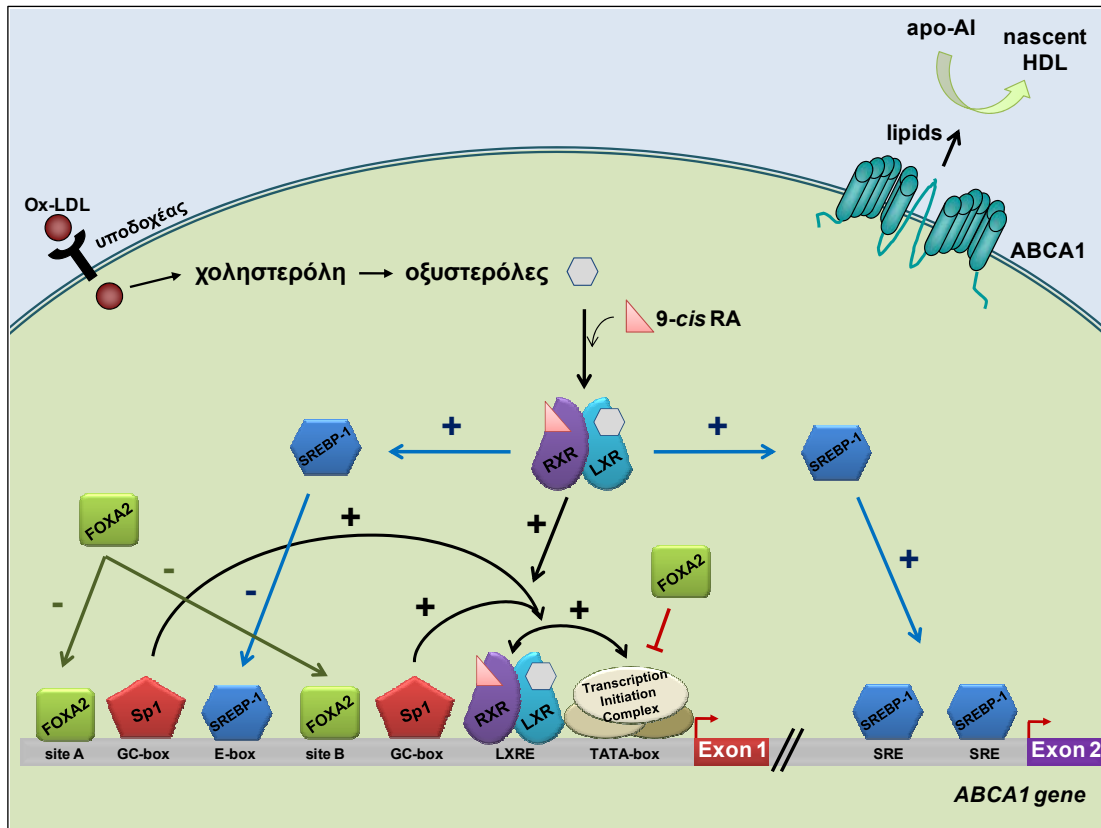 apo-AI
nascent
HDL
lipids
ABCA1
Ox-LDL
υποδοχέας
χοληστερόλη
οξυστερόλες
9-cis RA
RXR
LXR
+
+
SREBP-1
SREBP-1
FOXA2
-
-
-
+
+
+
+
+
FOXA2
FOXA2
Sp1
SREBP-1
FOXA2
Sp1
RXR
LXR
Transcription
Initiation
Complex
SREBP-1
SREBP-1
site A
GC-box
E-box
site B
GC-box
LXRE
TATA-box
Exon 1
//
SRE
SRE
Exon 2
ABCA1 gene